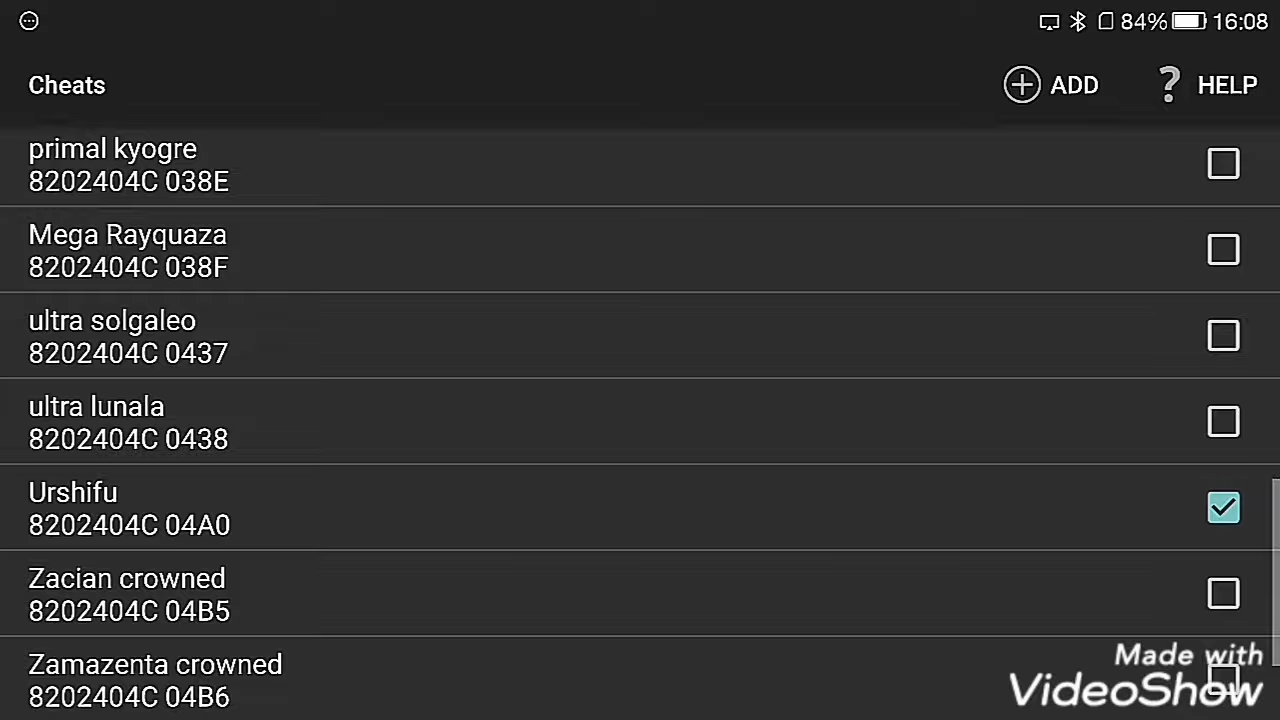 84% 16:08
Cheats ADD ? HELP
primal kyogre
8202404C 038E
Mega Rayquaza
8202404C 038F
ultra solgaleo
8202404C 0437
ultra lunala
8202404C 0438
Urshifu
8202404C 04A0
Zacian crowned
8202404C 04B5
Zamazenta crowned
8202404C 04B6
Made with
VideoShow